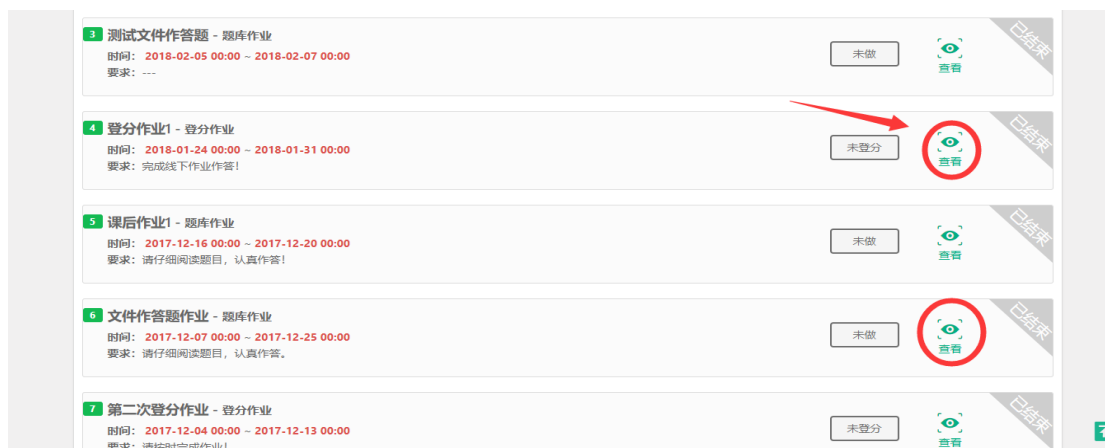 3 测试文件作答题 - 题库作业
时间： 2018-02-05 00:00 ~ 2018-02-07 00:00
要求： ---
未做
查看
已结束
4 登分作业1 - 登分作业
时间： 2018-01-24 00:00 ~ 2018-01-31 00:00
要求： 完成线下作业作答！
未登分
查看
已结束
5 课后作业1 - 题库作业
时间： 2017-12-16 00:00 ~ 2017-12-20 00:00
要求： 请仔细阅读题目，认真作答！
未做
查看
已结束
6 文件作答题作业 - 题库作业
时间： 2017-12-07 00:00 ~ 2017-12-25 00:00
要求： 请仔细阅读题目，认真作答。
未做
查看
已结束
7 第二次登分作业 - 登分作业
时间： 2017-12-04 00:00 ~ 2017-12-13 00:00
要求： 请按时完成作业！
未登分
查看
已结束